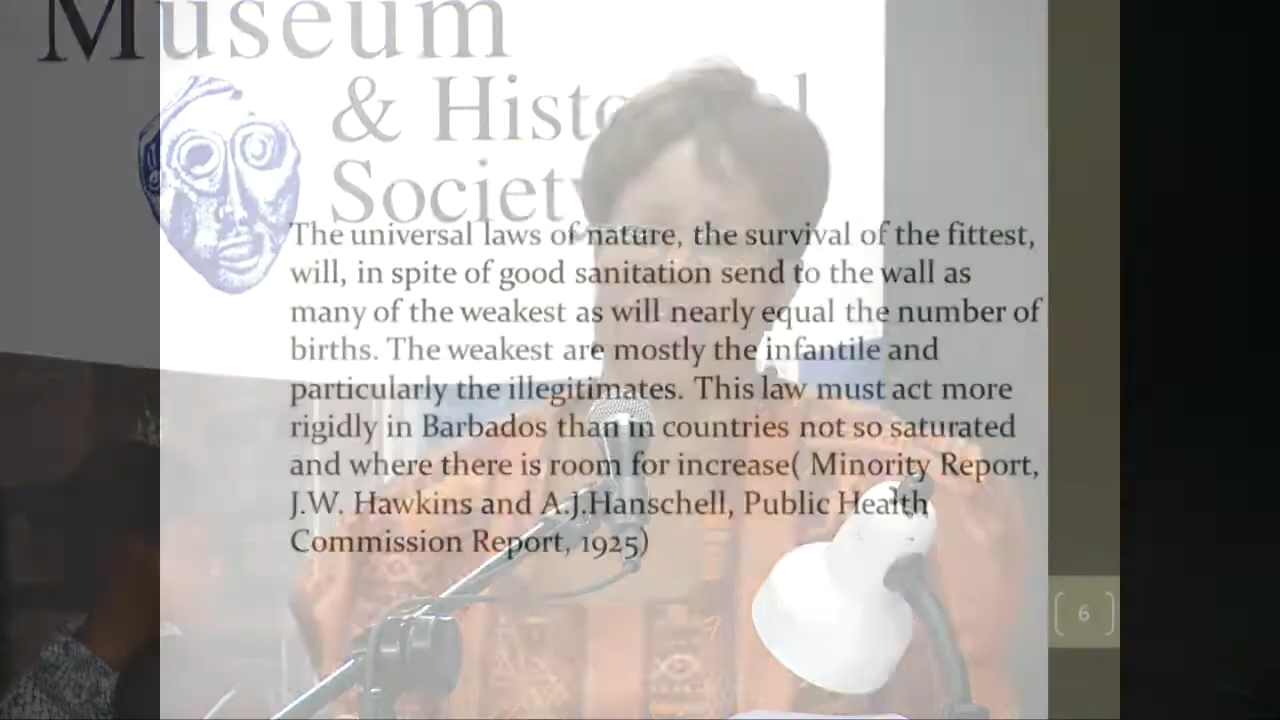 Museum
& Historical
Society
The universal laws of nature, the survival of the fittest,
will, in spite of good sanitation send to the wall as
many of the weakest as will nearly equal the number of
births. The weakest are mostly the infantile and
particularly the illegitimates. This law must act more
rigidly in Barbados than in countries not so saturated
and where there is room for increase( Minority Report,
J.W. Hawkins and A.J.Hanschell, Public Health
Commission Report, 1925)
6